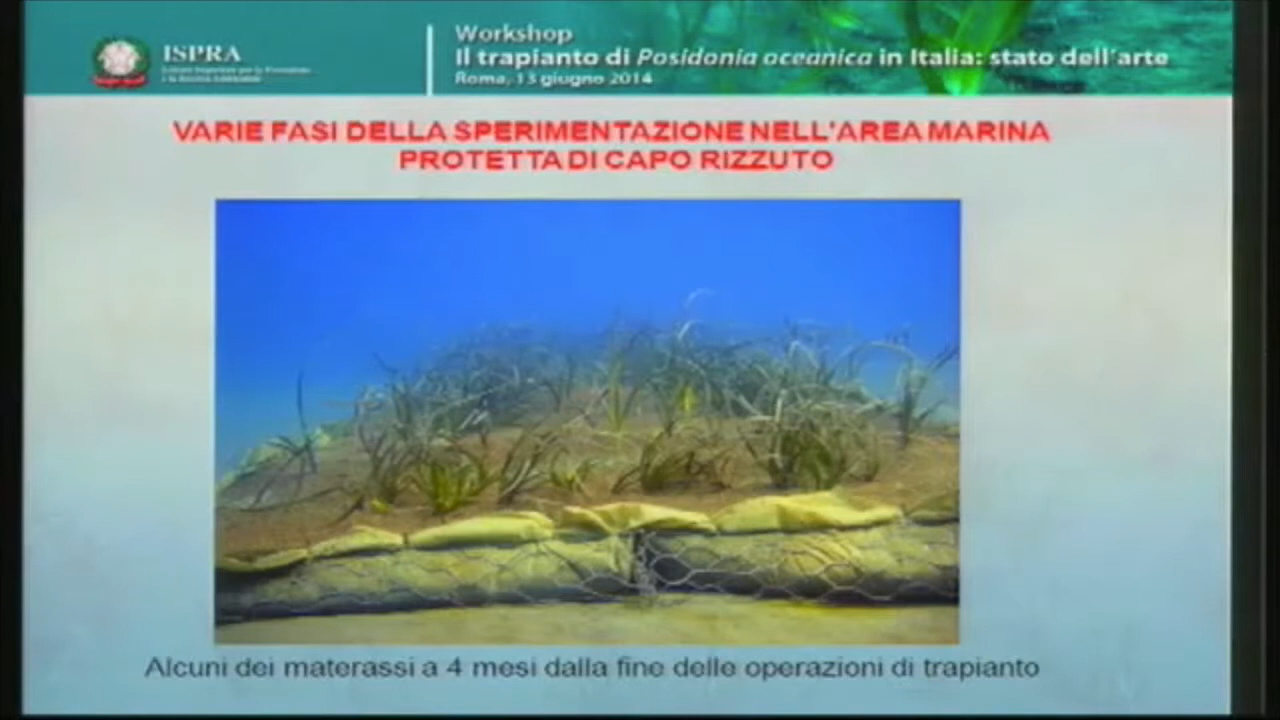 ISPRA
Workshop
Il trapianto di Posidonia oceanica in Italia: stato dell'arte
Roma, 13 giugno 2014
VARIE FASI DELLA SPERIMENTAZIONE NELL'AREA MARINA
PROTETTA DI CAPO RIZZUTO
Alcuni dei materassi a 4 mesi dalla fine delle operazioni di trapianto